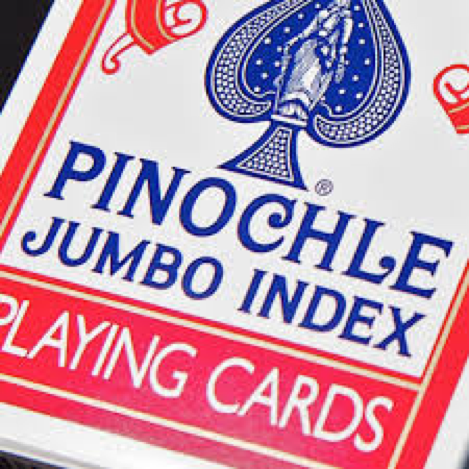 ®
PINOCHLE
JUMBO INDEX
PLAYING CARDS